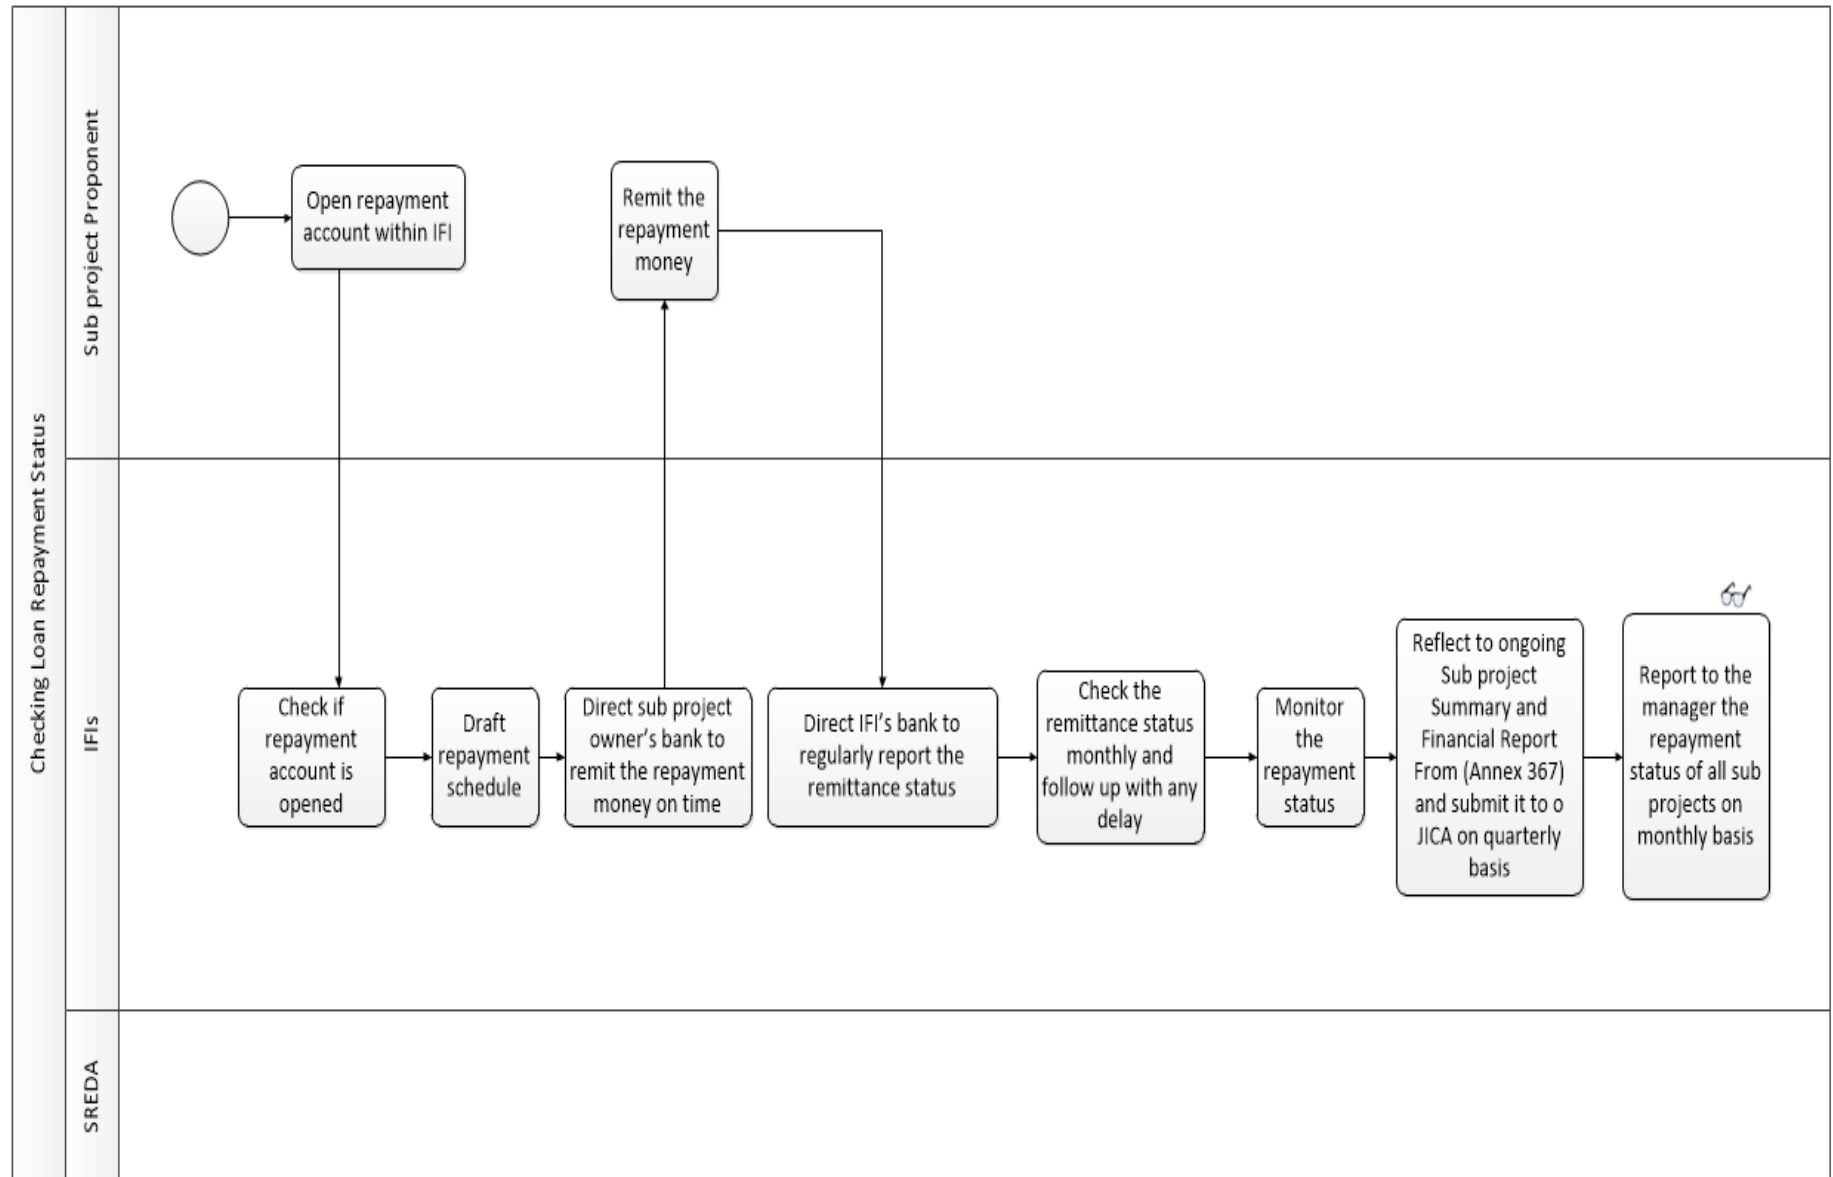 Checking Loan Repayment Status
Sub project Proponent
Open repayment
account within IFI
Remit the
repayment
money
IFIs
Check if
repayment
account is
opened
Draft
repayment
schedule
Direct sub project
owner's bank to
remit the repayment
money on time
Direct IFI's bank to
regularly report the
remittance status
Check the
remittance status
monthly and
follow up with any
delay
Monitor
the
repayment
status
Reflect to ongoing
Sub project
Summary and
Financial Report
From (Annex 367)
and submit it to o
JICA on quarterly
basis
Report to the
manager the
repayment
status of all sub
projects on
monthly basis
SREDA